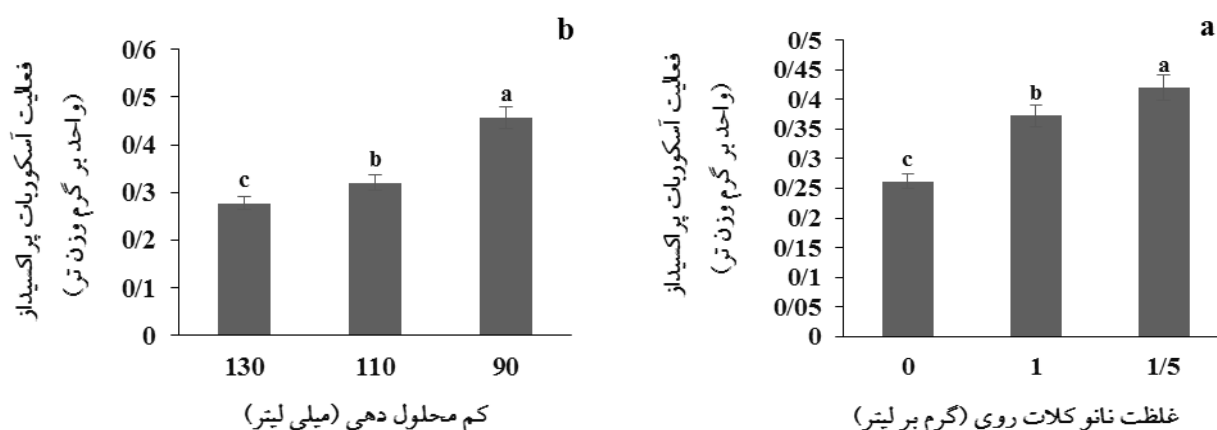 b
فعالیت آسکوربات پراکسیداز
(واحد بر گرم وزن تر)
0/6
0/5
0/4
0/3
0/2
0/1
0
c
b
a
130
110
90
کم محلول دهی (میلی لیتر)
a
فعالیت آسکوربات پراکسیداز
(واحد بر گرم وزن تر)
0/5
0/45
0/4
0/35
0/3
0/25
0/2
0/15
0/1
0/05
0
c
b
a
0
1
1/5
غلظت نانو کلات روی (گرم بر لیتر)